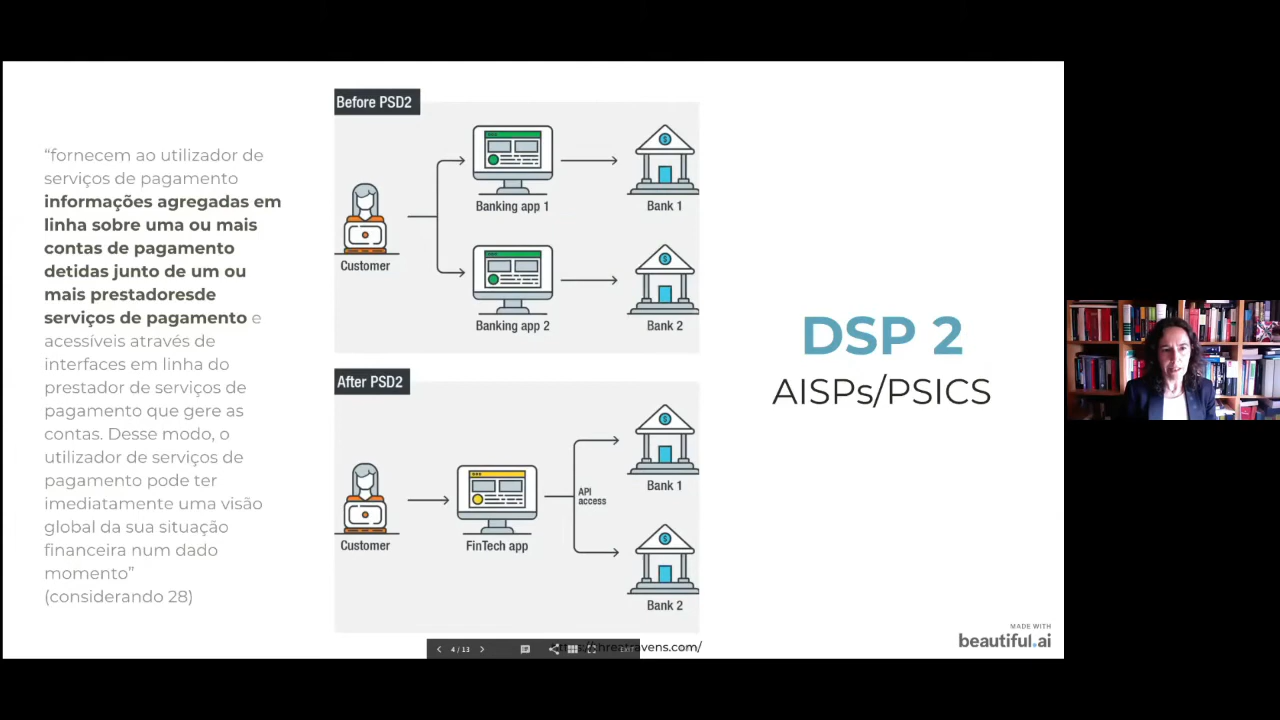 “fornecem ao utilizador de
serviços de pagamento
informações agregadas em
linha sobre uma ou mais
contas de pagamento
detidas junto de um ou
mais prestadoresde
serviços de pagamento e
acessíveis através de
interfaces em linha do
prestador de serviços de
pagamento que gere as
contas. Desse modo, o
utilizador de serviços de
pagamento pode ter
imediatamente uma visão
global da sua situação
financeira num dado
momento”
(considerando 28)
Before PSD2
Customer
Banking app 1
Bank 1
Banking app 2
Bank 2
After PSD2
Customer
FinTech app
API
access
Bank 1
Bank 2
DSP 2
AISPs/PSICS
4 / 13
EXIT
MADE WITH
beautiful.ai